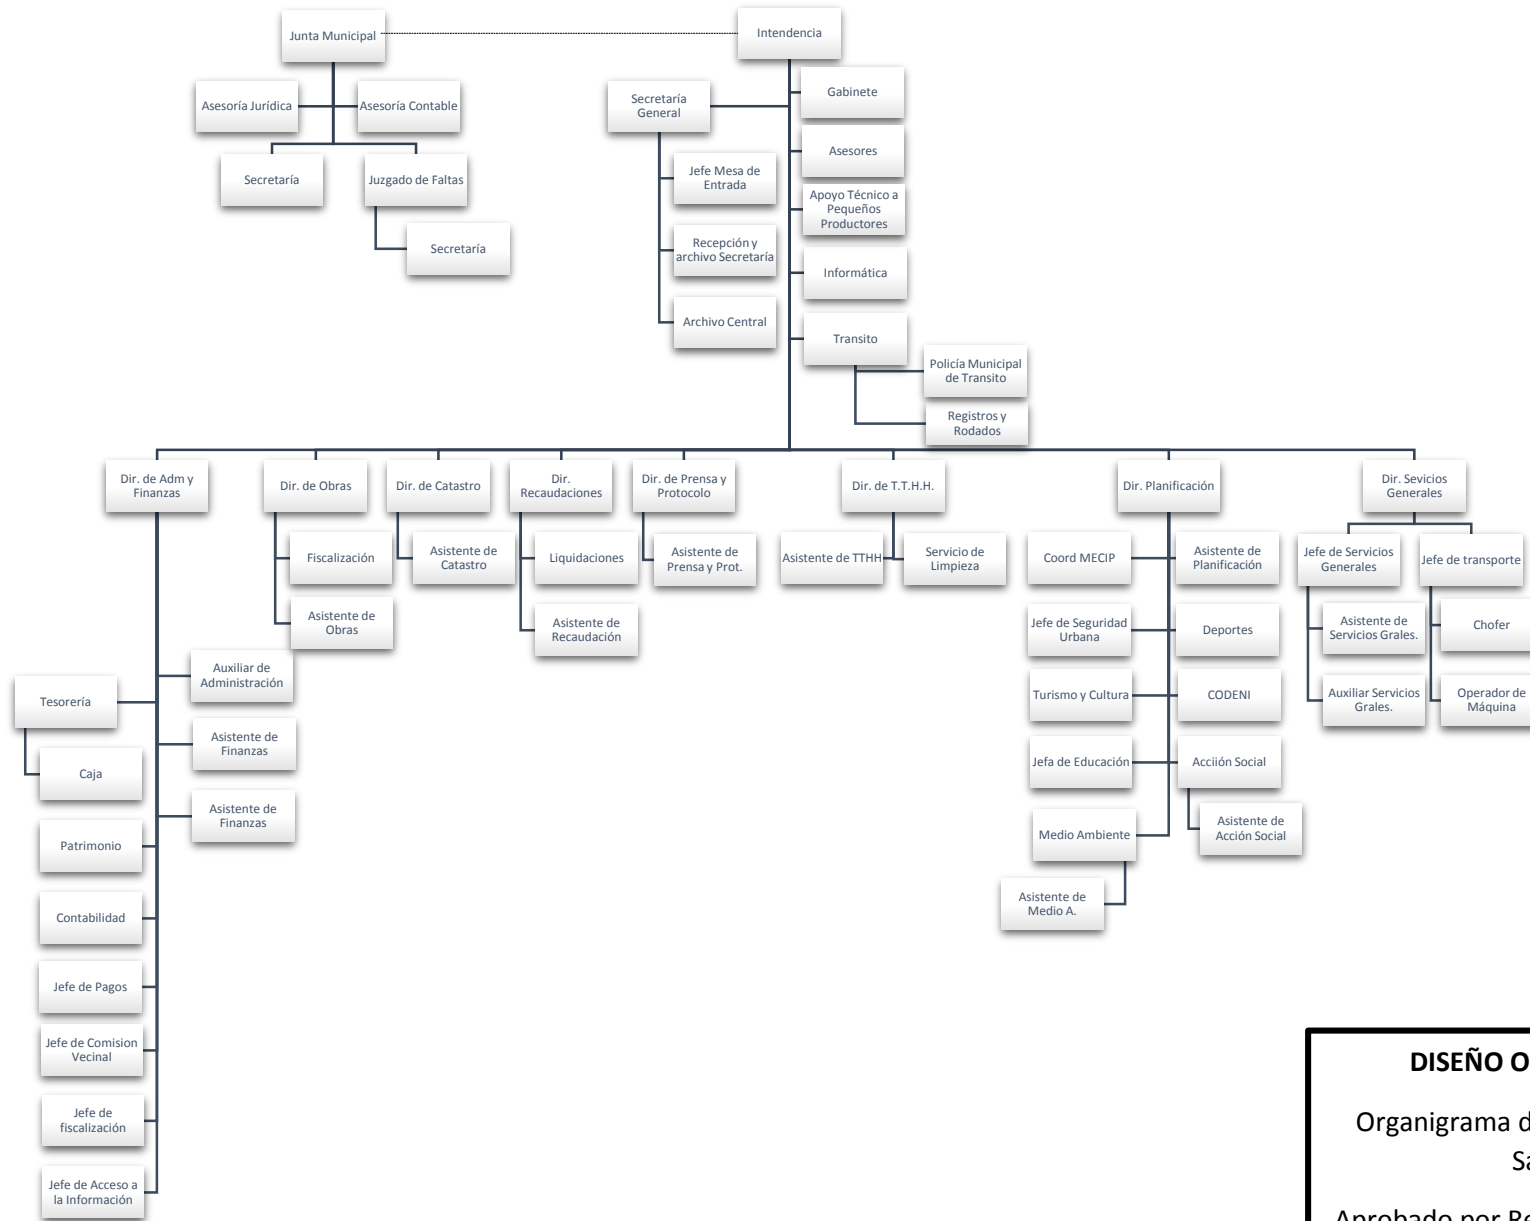 Junta Municipal
Intendencia
Asesoría Jurídica
Asesoría Contable
Secretaría
Juzgado de Faltas
Secretaría
Secretaría
General
Jefe Mesa de
Entrada
Recepción y
archivo Secretaría
Archivo Central
Gabinete
Asesores
Apoyo Técnico a
Pequeños
Productores
Informática
Transito
Policía Municipal
de Transito
Registros y
Rodados
Dir. de Adm y
Finanzas
Auxiliar de
Administración
Tesorería
Caja
Asistente de
Finanzas
Asistente de
Finanzas
Patrimonio
Contabilidad
Jefe de Pagos
Jefe de Comision
Vecinal
Jefe de
fiscalización
Jefe de Acceso a
la Información
Dir. de Obras
Fiscalización
Asistente de
Obras
Dir. de Catastro
Asistente de
Catastro
Dir.
Recaudaciones
Liquidaciones
Asistente de
Recaudación
Dir. de Prensa y
Protocolo
Asistente de
Prensa y Prot.
Dir. de T.T.H.H.
Asistente de TTHH
Servicio de
Limpieza
Dir. Planificación
Coord MECIP
Asistente de
Planificación
Jefe de Seguridad
Urbana
Deportes
Turismo y Cultura
CODENI
Jefa de Educación
Acciión Social
Asistente de
Acción Social
Medio Ambiente
Asistente de
Medio A.
Dir. Sevicios
Generales
Jefe de Servicios
Generales
Asistente de
Servicios Grales.
Auxiliar Servicios
Grales.
Jefe de transporte
Chofer
Operador de
Máquina
DISEÑO O
Organigrama d
Sa
Aprobado por Re